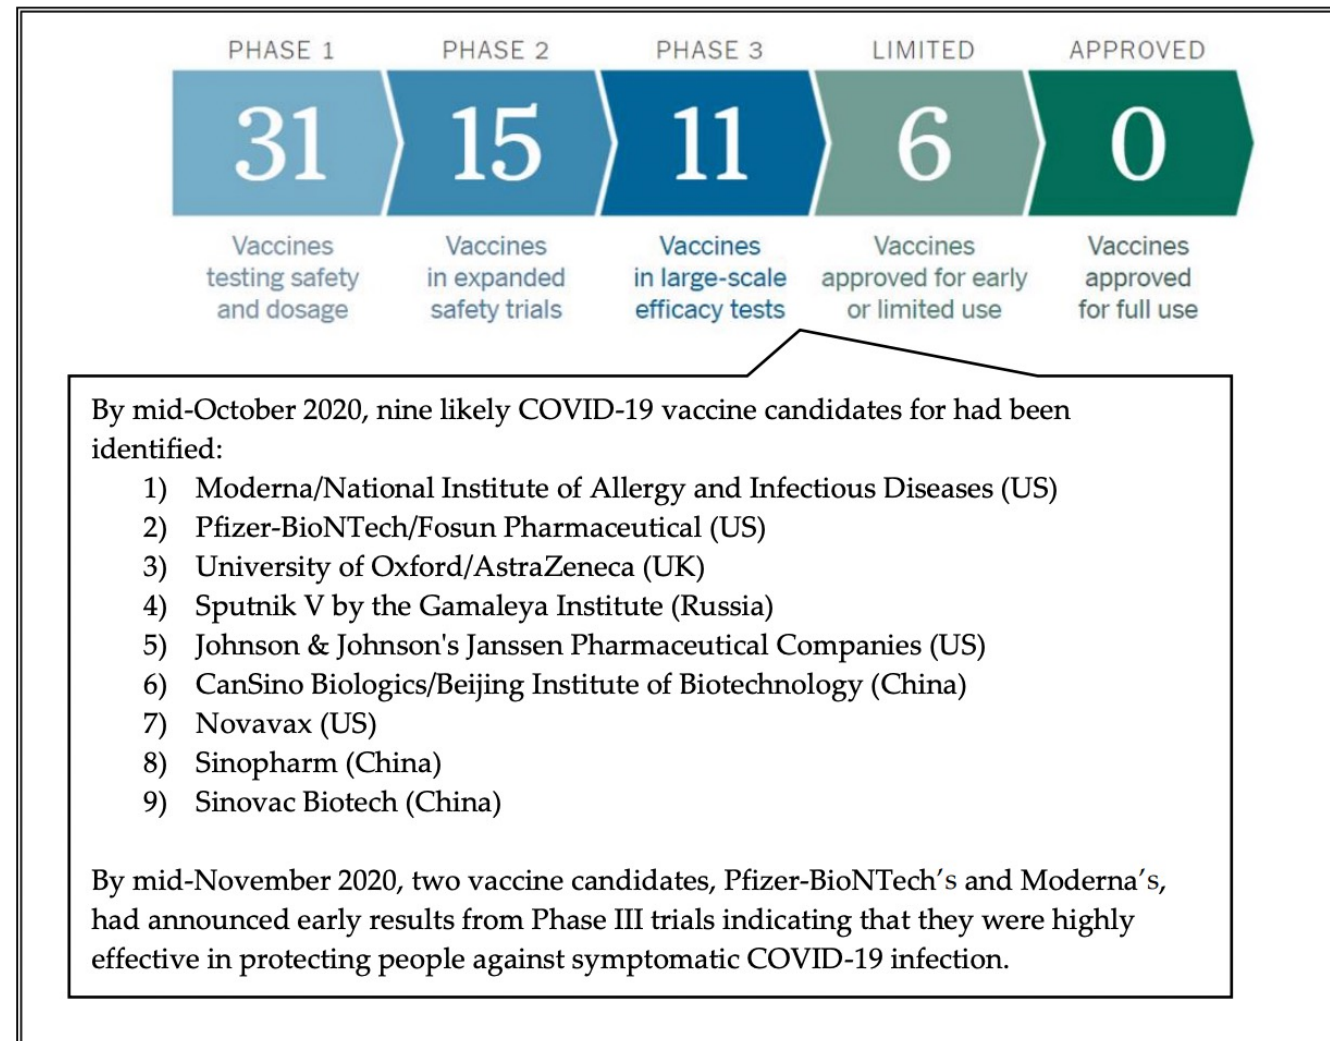 PHASE 1
PHASE 2
PHASE 3
LIMITED
APPROVED
31
15
11
6
0
Vaccines
testing safety
and dosage
Vaccines
in expanded
safety trials
Vaccines
in large-scale
efficacy tests
Vaccines
approved for early
or limited use
Vaccines
approved
for full use
By mid-October 2020, nine likely COVID-19 vaccine candidates for had been
identified:
1) Moderna/National Institute of Allergy and Infectious Diseases (US)
2) Pfizer-BioNTech/Fosun Pharmaceutical (US)
3) University of Oxford/AstraZeneca (UK)
4) Sputnik V by the Gamaleya Institute (Russia)
5) Johnson & Johnson's Janssen Pharmaceutical Companies (US)
6) CanSino Biologics/Beijing Institute of Biotechnology (China)
7) Novavax (US)
8) Sinopharm (China)
9) Sinovac Biotech (China)
By mid-November 2020, two vaccine candidates, Pfizer-BioNTech’s and Moderna’s,
had announced early results from Phase III trials indicating that they were highly
effective in protecting people against symptomatic COVID-19 infection.